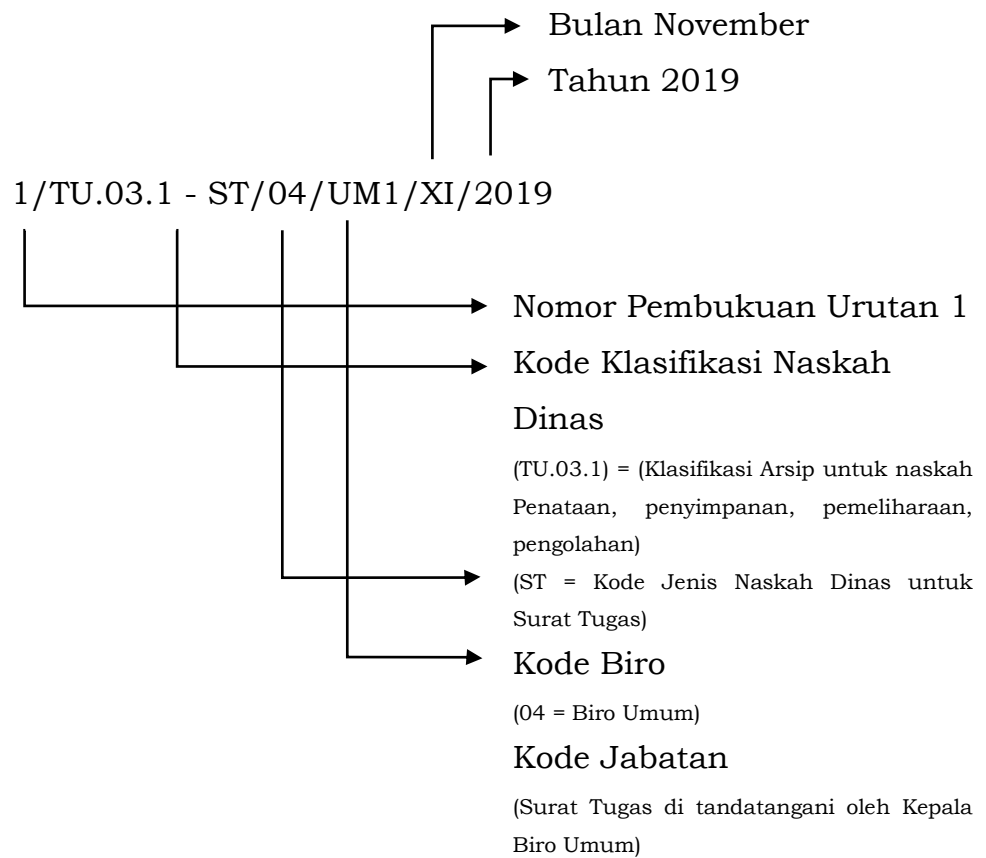 Bulan November
Tahun 2019
1/TU.03.1 - ST/04/UM1/XI/2019
Nomor Pembukuan Urutan 1
Kode Klasifikasi Naskah
Dinas
(TU.03.1) = (Klasifikasi Arsip untuk naskah
Penataan, penyimpanan, pemeliharaan,
pengolahan)
(ST = Kode Jenis Naskah Dinas untuk
Surat Tugas)
Kode Biro
(04 = Biro Umum)
Kode Jabatan
(Surat Tugas di tandatangani oleh Kepala
Biro Umum)